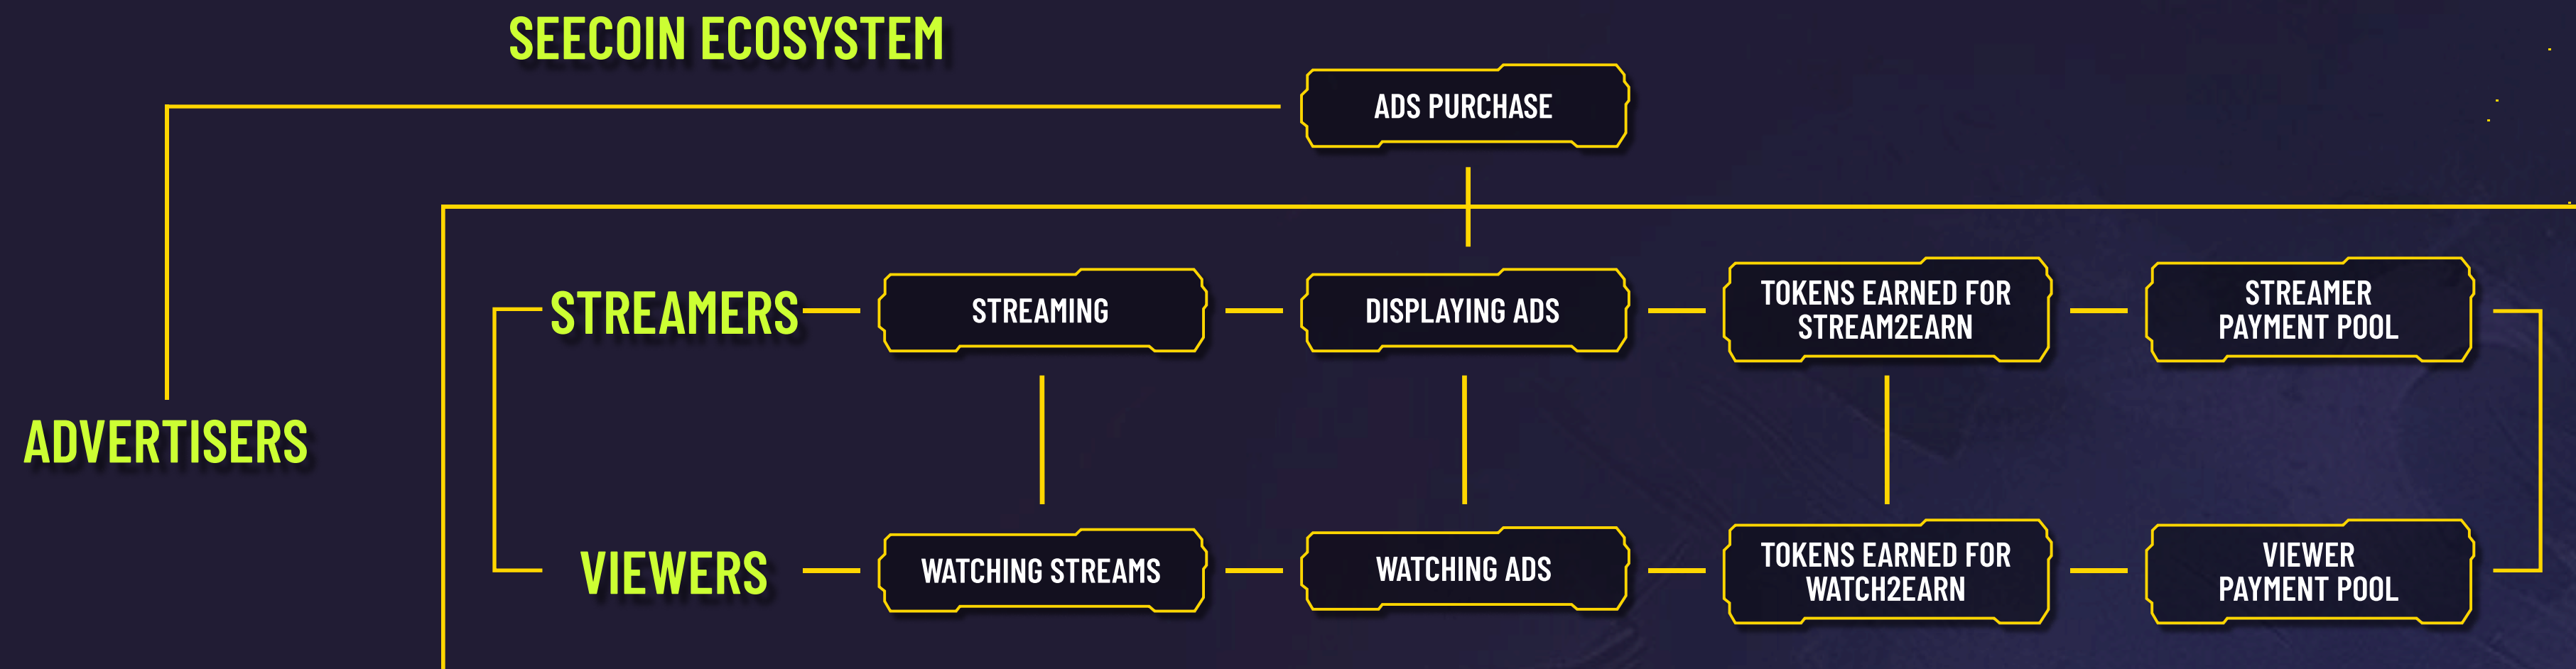 SEECOIN ECOSYSTEM
ADS PURCHASE
ADVERTISERS
STREAMERS
STREAMING
DISPLAYING ADS
TOKENS EARNED FOR
STREAM2EARN
STREAMER
PAYMENT POOL
VIEWERS
WATCHING STREAMS
WATCHING ADS
TOKENS EARNED FOR
WATCH2EARN
VIEWER
PAYMENT POOL